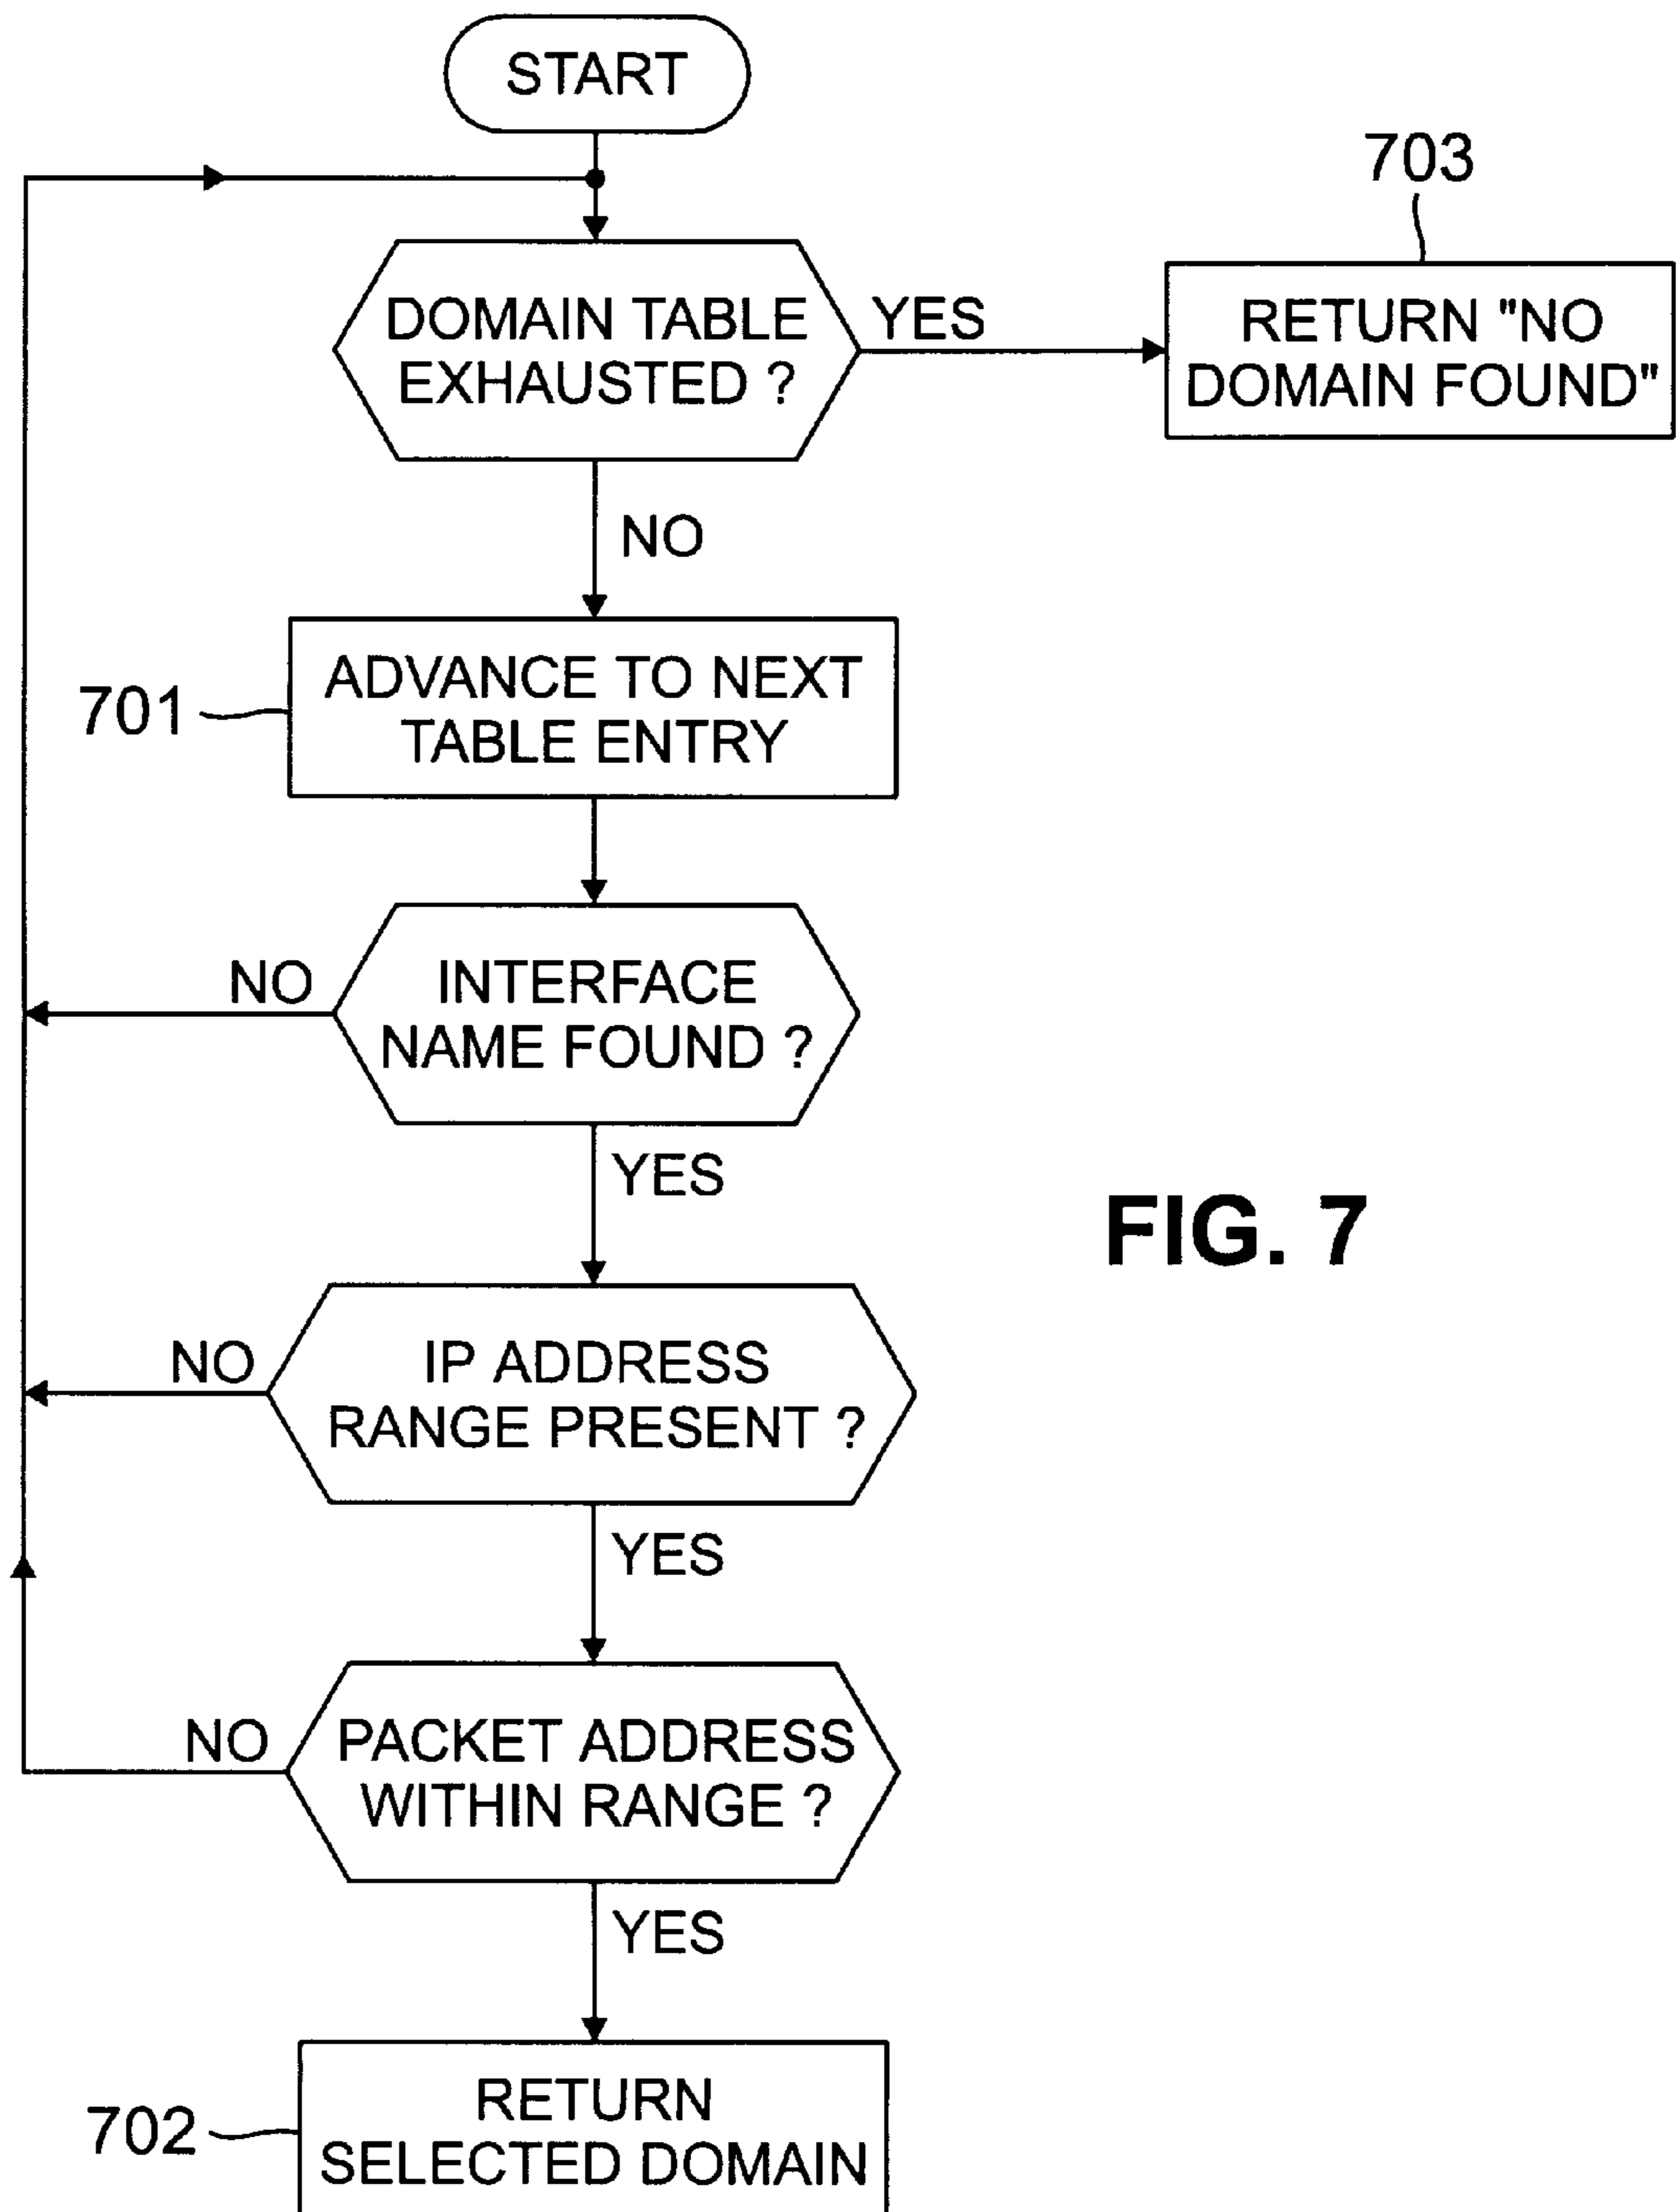 START
703
DOMAIN TABLE
EXHAUSTED ?
YES
RETURN "NO
DOMAIN FOUND"
NO
701
ADVANCE TO NEXT
TABLE ENTRY
NO
INTERFACE
NAME FOUND ?
YES
FIG. 7
NO
IP ADDRESS
RANGE PRESENT ?
YES
NO
PACKET ADDRESS
WITHIN RANGE ?
YES
702
RETURN
SELECTED DOMAIN